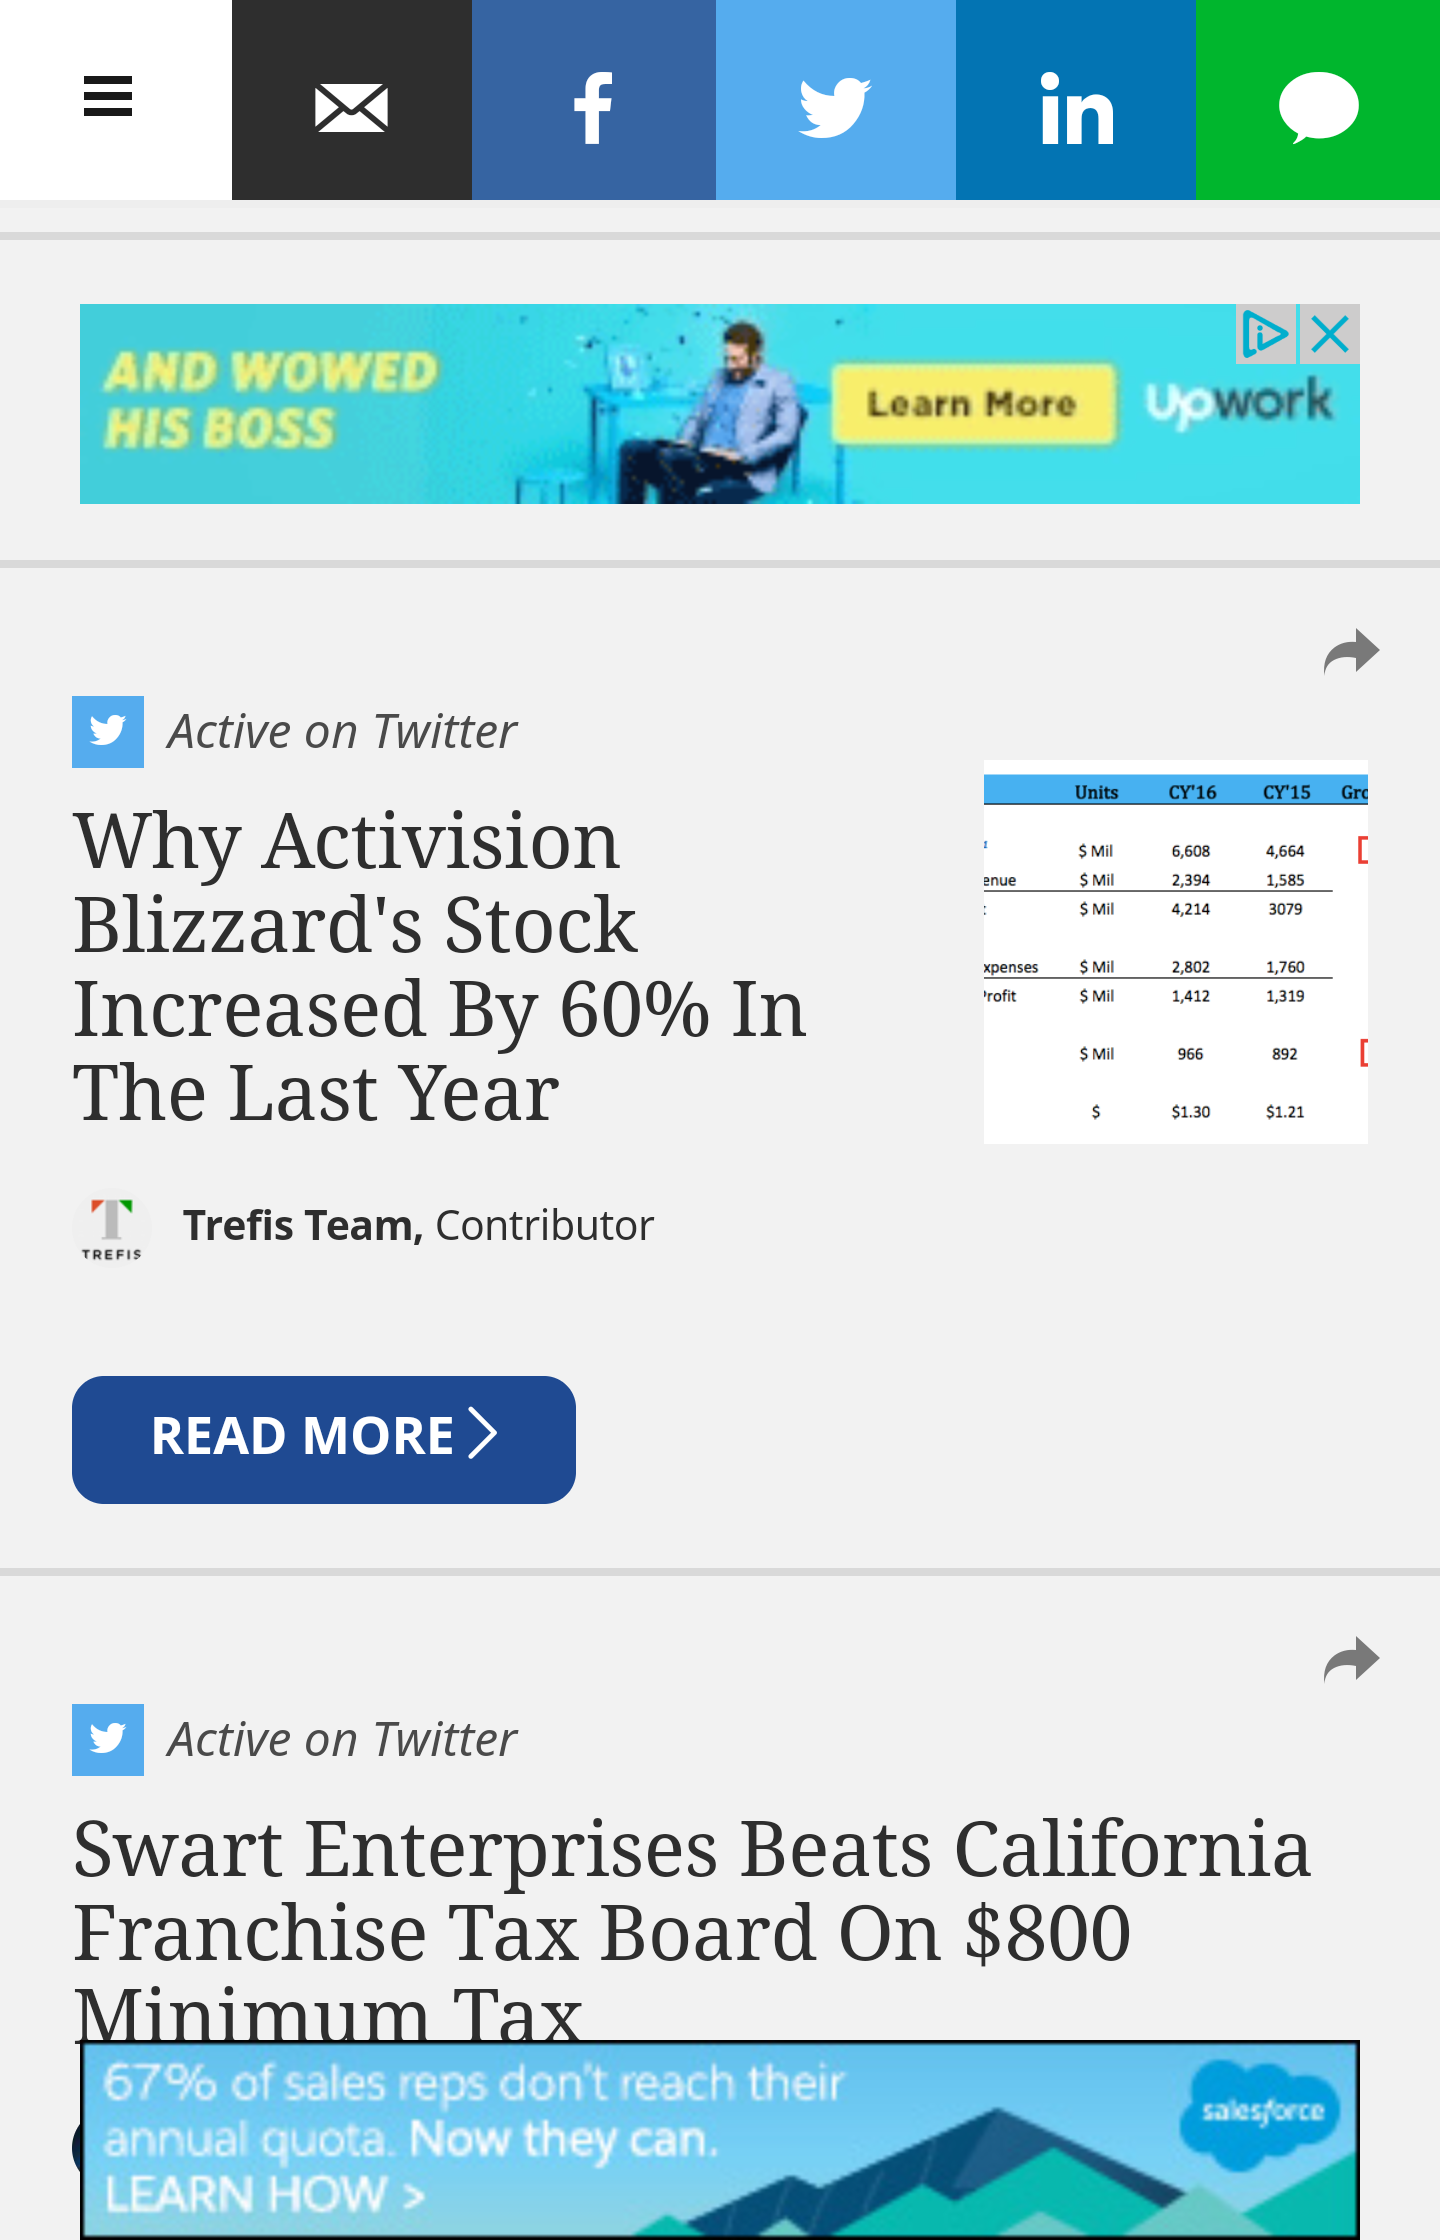 AND WOWED
HIS BOSS
Learn More
Upwork
Active on Twitter
Why Activision
Blizzard's Stock
Increased By 60% In
The Last Year
Units CY'16 CY'15 Gro
$ Mil 6,608 4,664
enue $ Mil 2,394 1,585
$ Mil 4,214 3079
xpenses $ Mil 2,802 1,760
Profit $ Mil 1,412 1,319
$ Mil 966 892
$ $1.30 $1.21
TREFIS
Trefis Team, Contributor
READ MORE
Active on Twitter
Swart Enterprises Beats California
Franchise Tax Board On $800
Minimum Tax
67% of sales reps don't reach their
annual quota. Now they can.
LEARN HOW >
salesforce